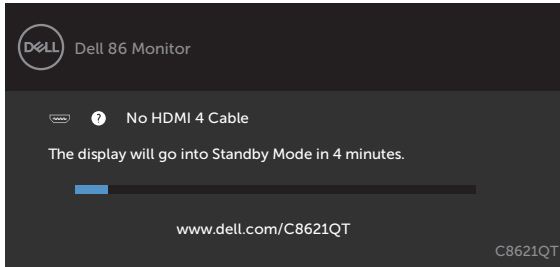 DELL
Dell 86 Monitor
? No HDMI 4 Cable
The display will go into Standby Mode in 4 minutes.
www.dell.com/C8621QT
C8621QT